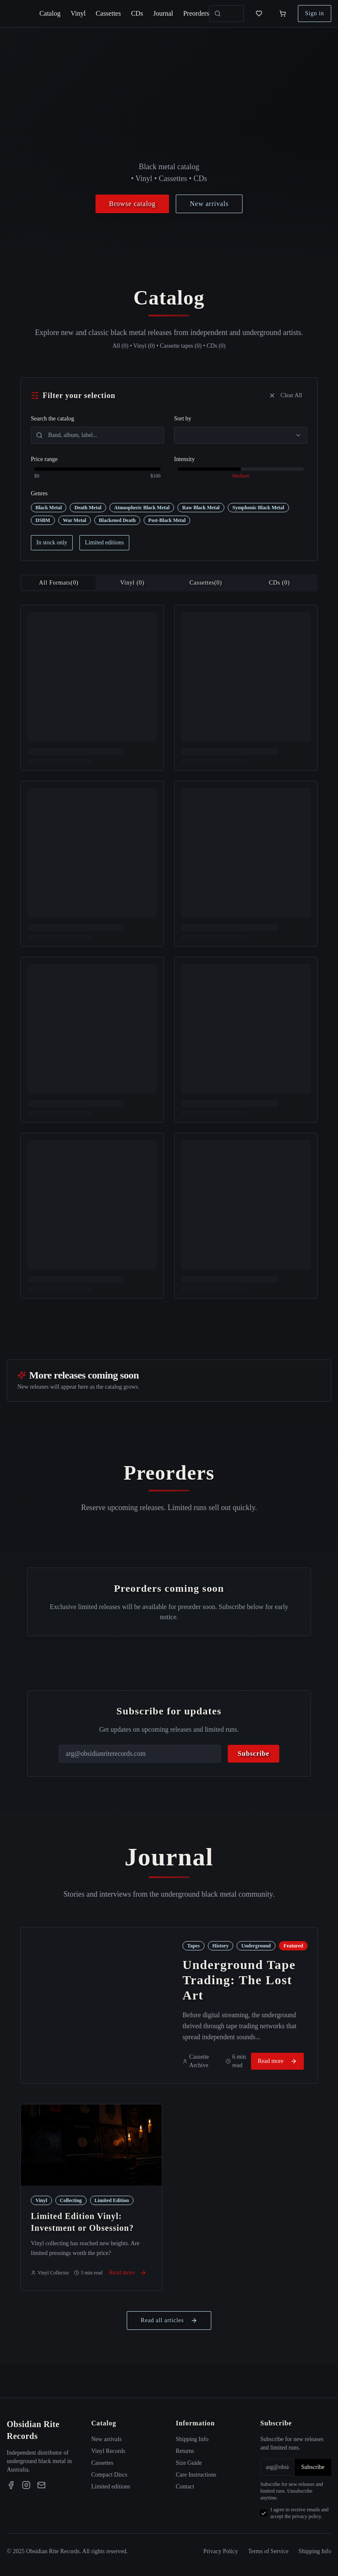 Catalog Vinyl Cassettes CDs Journal Preorders Sign in
Black metal catalog
• Vinyl • Cassettes • CDs
Browse catalog New arrivals
Catalog
Explore new and classic black metal releases from independent and underground artists.
All (0) • Vinyl (0) • Cassette tapes (0) • CDs (0)
Filter your selection Clear All
Search the catalog Sort by
Band, album, label...
Price range Intensity
$0 $100 Medium
Genres
Black Metal Death Metal Atmospheric Black Metal Raw Black Metal Symphonic Black Metal
DSBM War Metal Blackened Death Post-Black Metal
In stock only Limited editions
All Formats(0) Vinyl (0) Cassettes(0) CDs (0)
More releases coming soon
New releases will appear here as the catalog grows.
Preorders
Reserve upcoming releases. Limited runs sell out quickly.
Preorders coming soon
Exclusive limited releases will be available for preorder soon. Subscribe below for early
notice.
Subscribe for updates
Get updates on upcoming releases and limited runs.
arg@obsidianriterecords.com Subscribe
Journal
Stories and interviews from the underground black metal community.
Tapes History Underground Featured
Underground Tape
Trading: The Lost
Art
Before digital streaming, the underground
thrived through tape trading networks that
spread independent sounds...
Cassette
Archive
6 min
read
Read more
Vinyl Collecting Limited Edition
Limited Edition Vinyl:
Investment or Obsession?
Vinyl collecting has reached new heights. Are
limited pressings worth the price?
Vinyl Collector 5 min read Read more
Read all articles
Obsidian Rite
Records
Independent distributor of
underground black metal in
Australia.
Catalog
New arrivals
Vinyl Records
Cassettes
Compact Discs
Limited editions
Information
Shipping Info
Returns
Size Guide
Care Instructions
Contact
Subscribe
Subscribe for new releases
and limited runs.
arg@obsi Subscribe
Subscribe for new releases and
limited runs. Unsubscribe
anytime.
I agree to receive emails and
accept the privacy policy.
© 2025 Obsidian Rite Records. All rights reserved. Privacy Policy Terms of Service Shipping Info